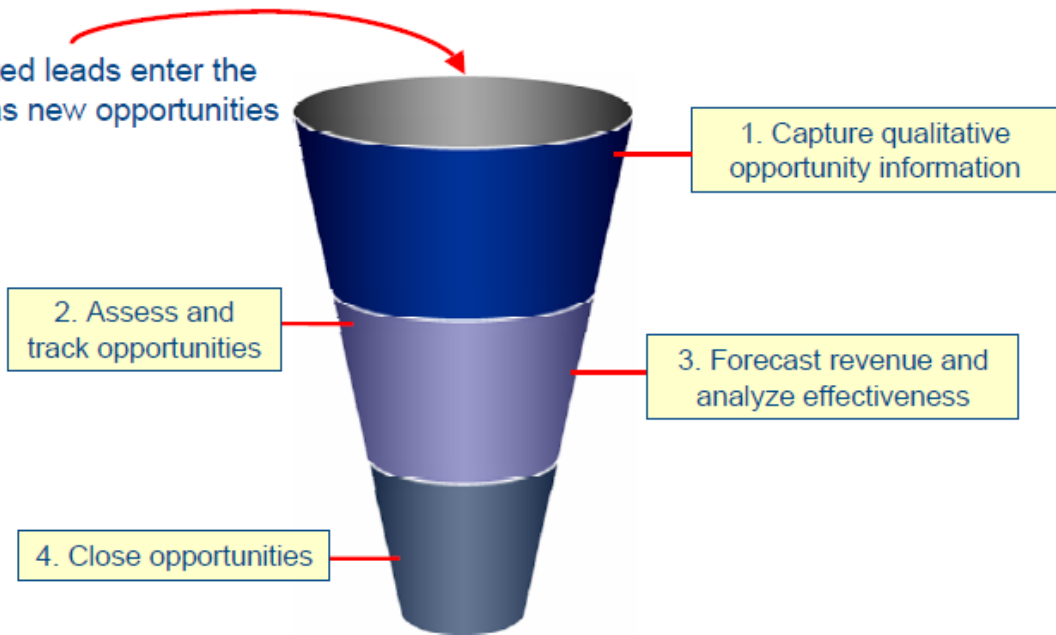 ed leads enter the
as new opportunities
1. Capture qualitative
opportunity information
2. Assess and
track opportunities
3. Forecast revenue and
analyze effectiveness
4. Close opportunities